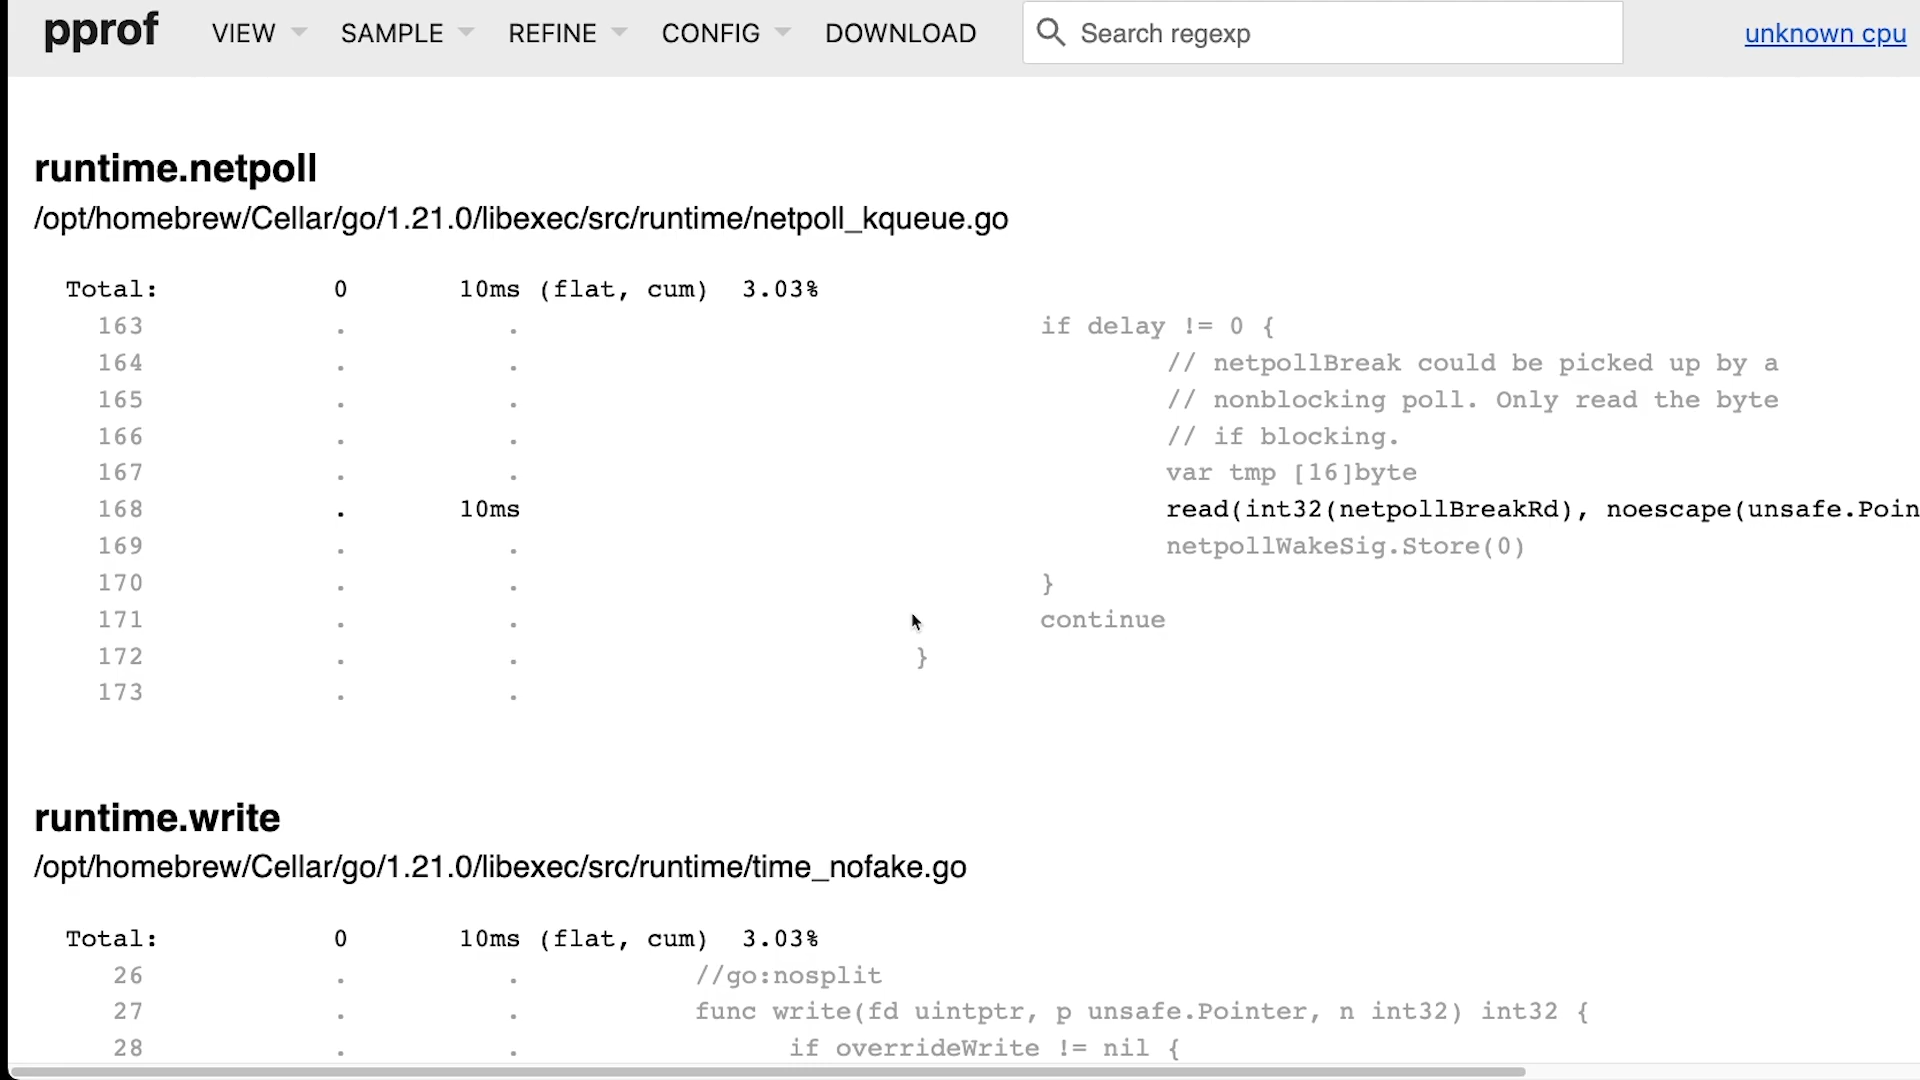 pprof VIEW SAMPLE REFINE CONFIG DOWNLOAD Search regexp unknown cpu
runtime.netpoll
/opt/homebrew/Cellar/go/1.21.0/libexec/src/runtime/netpoll_kqueue.go
Total: 0 10ms (flat, cum) 3.03%
163 . . if delay != 0 {
164 . . // netpollBreak could be picked up by a
165 . . // nonblocking poll. Only read the byte
166 . . // if blocking.
167 . . var tmp [16]byte
168 . 10ms read(int32(netpollBreakRd), noescape(unsafe.Poin
169 . . netpollWakeSig.Store(0)
170 . . }
171 . . continue
172 . . }
173 . .
runtime.write
/opt/homebrew/Cellar/go/1.21.0/libexec/src/runtime/time_nofake.go
Total: 0 10ms (flat, cum) 3.03%
26 . . //go:nosplit
27 . . func write(fd uintptr, p unsafe.Pointer, n int32) int32 {
28 . . if overrideWrite != nil {